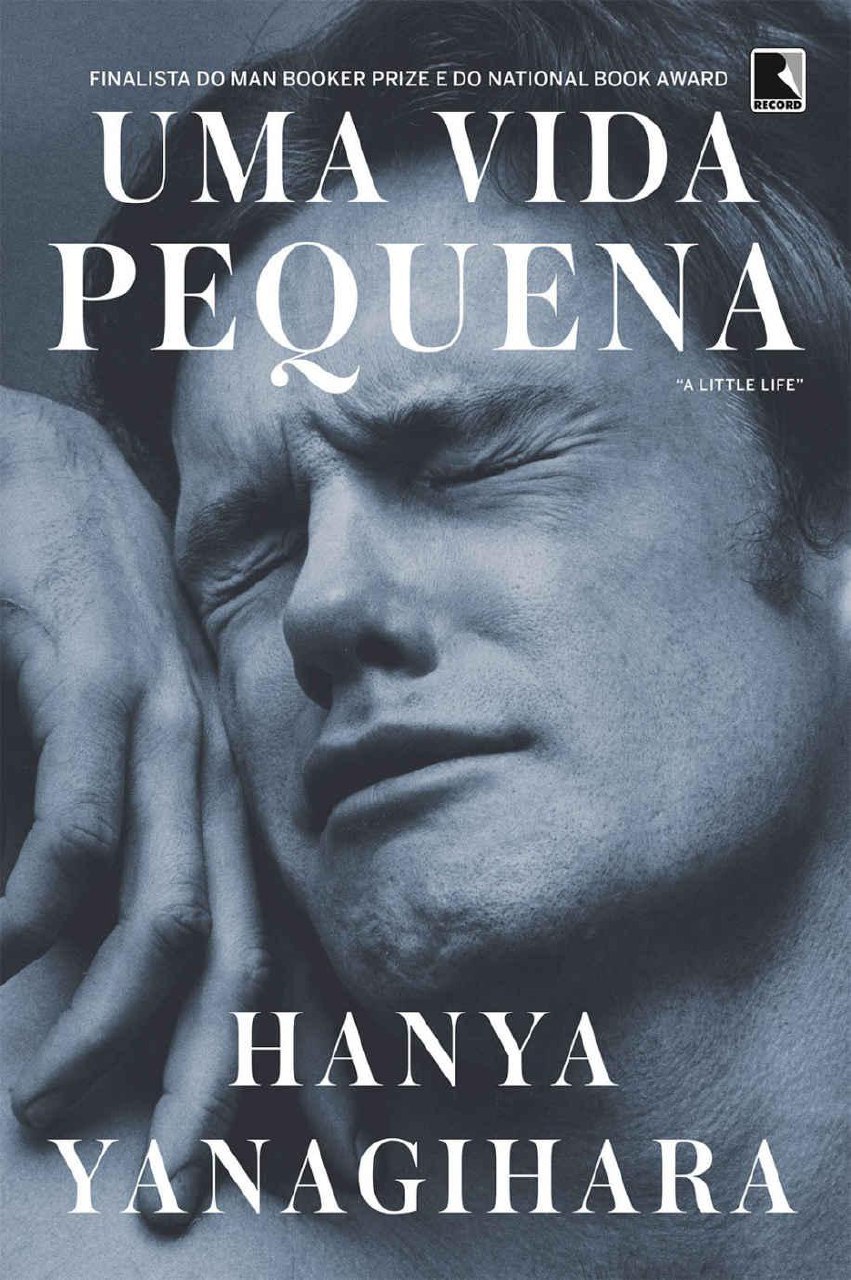 FINALISTA DO MAN BOOKER PRIZE E DO NATIONAL BOOK AWARD
RECORD
UMA VIDA
PEQUENA
“A LITTLE LIFE”
HANYA
YANAGIHARA